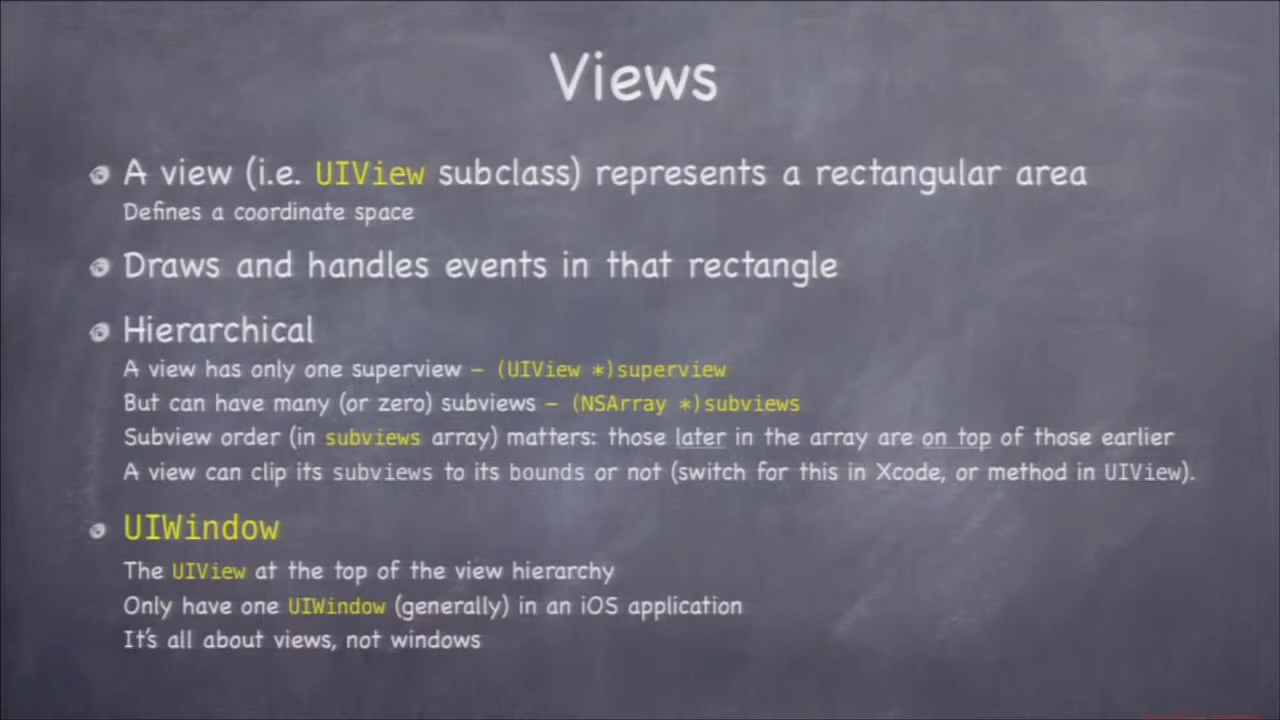 Views
A view (i.e. UIView subclass) represents a rectangular area
Defines a coordinate space
Draws and handles events in that rectangle
Hierarchical
A view has only one superview - (UIView *)superview
But can have many (or zero) subviews - (NSArray *)subviews
Subview order (in subviews array) matters: those later in the array are on top of those earlier
A view can clip its subviews to its bounds or not (switch for this in Xcode, or method in UIView).
UIWindow
The UIView at the top of the view hierarchy
Only have one UIWindow (generally) in an iOS application
It's all about views, not windows